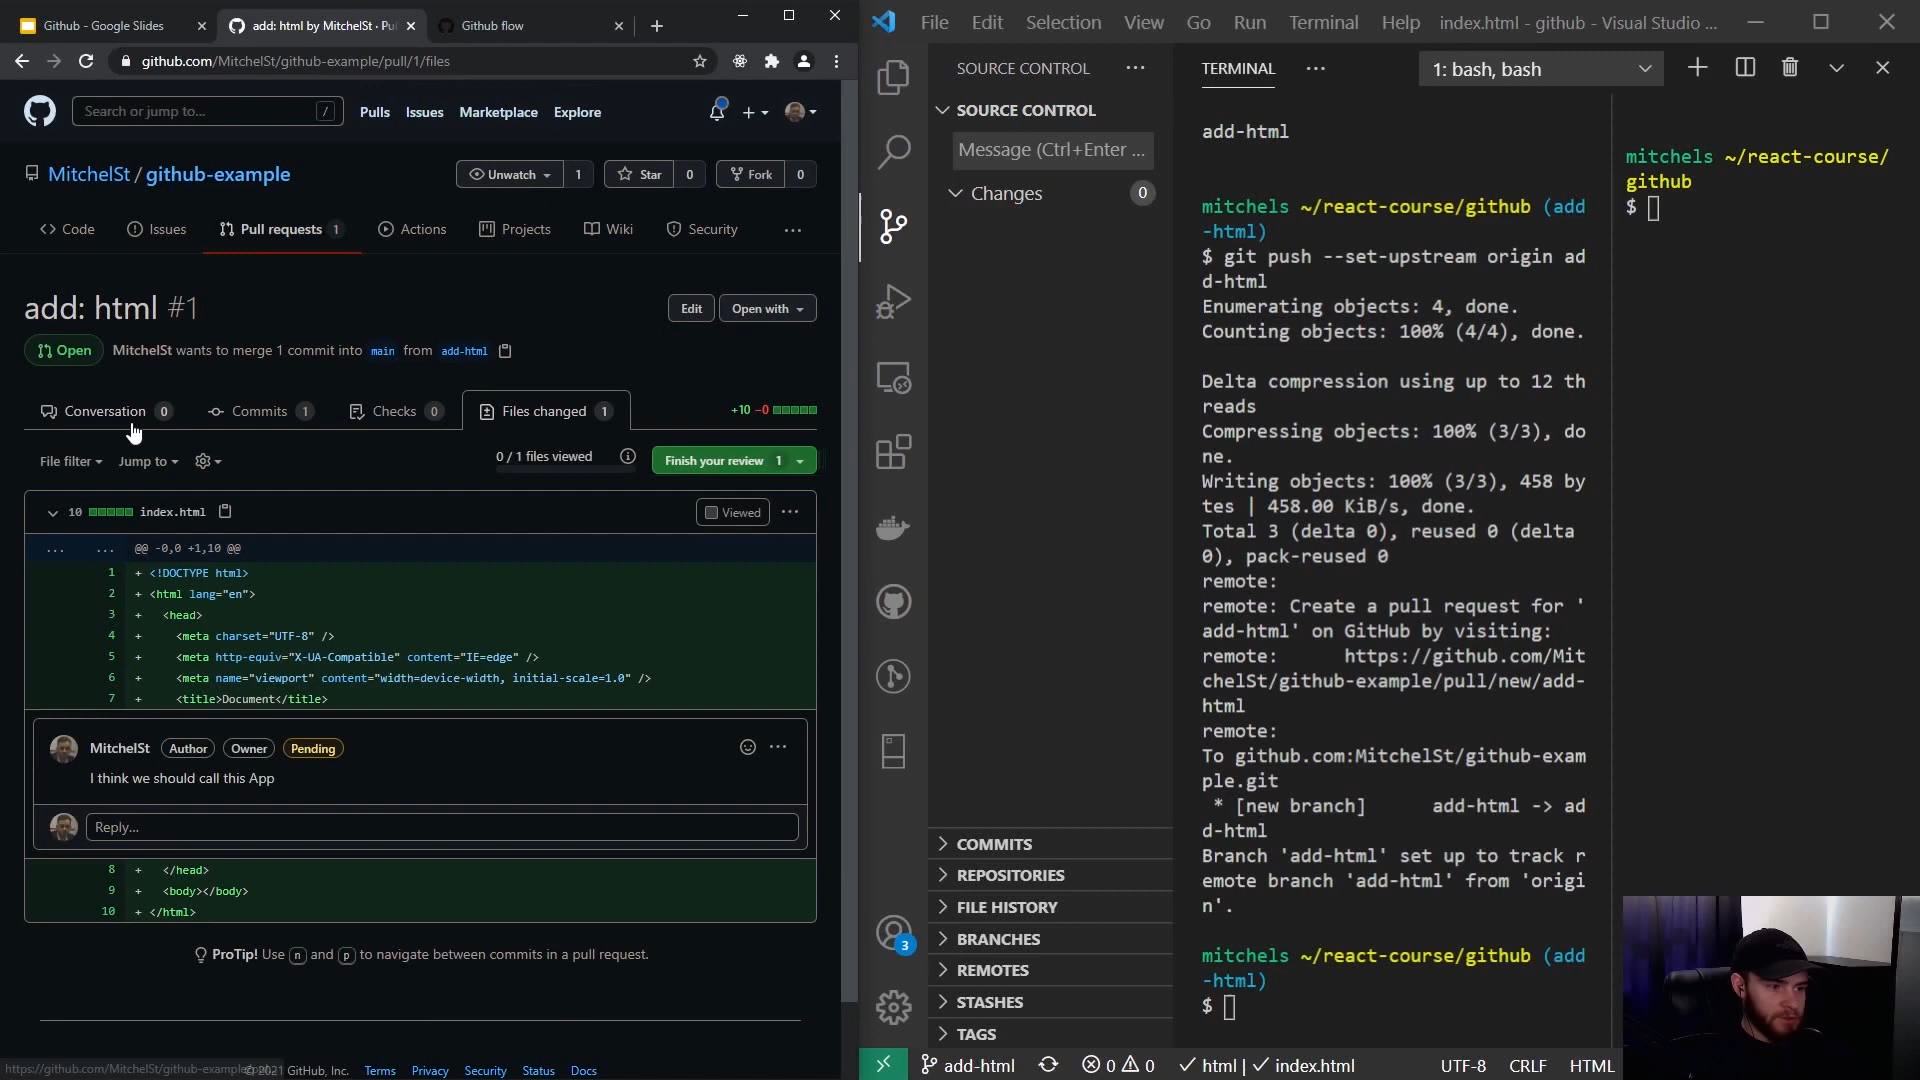 Github - Google Slides
add: html by MitchelSt · Pu
Github flow
github.com/MitchelSt/github-example/pull/1/files
Search or jump to...
/
Pulls
Issues
Marketplace
Explore
MitchelSt / github-example
Unwatch
1
Star
0
Fork
0
Code
Issues
Pull requests 1
Actions
Projects
Wiki
Security
add: html #1
Edit
Open with
Open
MitchelSt wants to merge 1 commit into main from add-html
Conversation 0
Commits 1
Checks 0
Files changed 1
+10 −0
File filter
Jump to
0 / 1 files viewed
Finish your review 1
10 index.html
Viewed
... ... @@ -0,0 +1,10 @@
1 + <!DOCTYPE html>
2 + <html lang="en">
3 + <head>
4 + <meta charset="UTF-8" />
5 + <meta http-equiv="X-UA-Compatible" content="IE=edge" />
6 + <meta name="viewport" content="width=device-width, initial-scale=1.0" />
7 + <title>Document</title>
MitchelSt Author Owner Pending
I think we should call this App
Reply...
8 + </head>
9 + <body></body>
10 + </html>
ProTip! Use n and p to navigate between commits in a pull request.
© 2021 GitHub, Inc.
Terms
Privacy
Security
Status
Docs
File
Edit
Selection
View
Go
Run
Terminal
Help
index.html - github - Visual Studio ...
SOURCE CONTROL
SOURCE CONTROL
Message (Ctrl+Enter ...
Changes 0
COMMITS
REPOSITORIES
FILE HISTORY
BRANCHES
REMOTES
STASHES
TAGS
3
TERMINAL
1: bash, bash
add-html
mitchels ~/react-course/github (add
-html)
$ git push --set-upstream origin ad
d-html
Enumerating objects: 4, done.
Counting objects: 100% (4/4), done.
Delta compression using up to 12 th
reads
Compressing objects: 100% (3/3), do
ne.
Writing objects: 100% (3/3), 458 by
tes | 458.00 KiB/s, done.
Total 3 (delta 0), reused 0 (delta
0), pack-reused 0
remote:
remote: Create a pull request for '
add-html' on GitHub by visiting:
remote: https://github.com/Mit
chelSt/github-example/pull/new/add-
html
remote:
To github.com:MitchelSt/github-exam
ple.git
* [new branch] add-html -> ad
d-html
Branch 'add-html' set up to track r
emote branch 'add-html' from 'origi
n'.
mitchels ~/react-course/github (add
-html)
$
mitchels ~/react-course/
github
$
add-html
0
0
html | index.html
UTF-8
CRLF
HTML